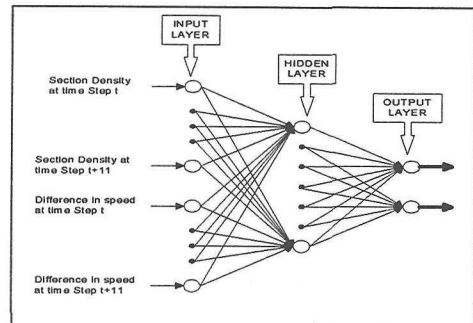 INPUT
LAYER
HIDDEN
LAYER
OUTPUT
LAYER
Section Density
at time Step t
Section Density at
time Step t+11
Difference in speed
at time Step t
Difference in speed
at time Step t+11